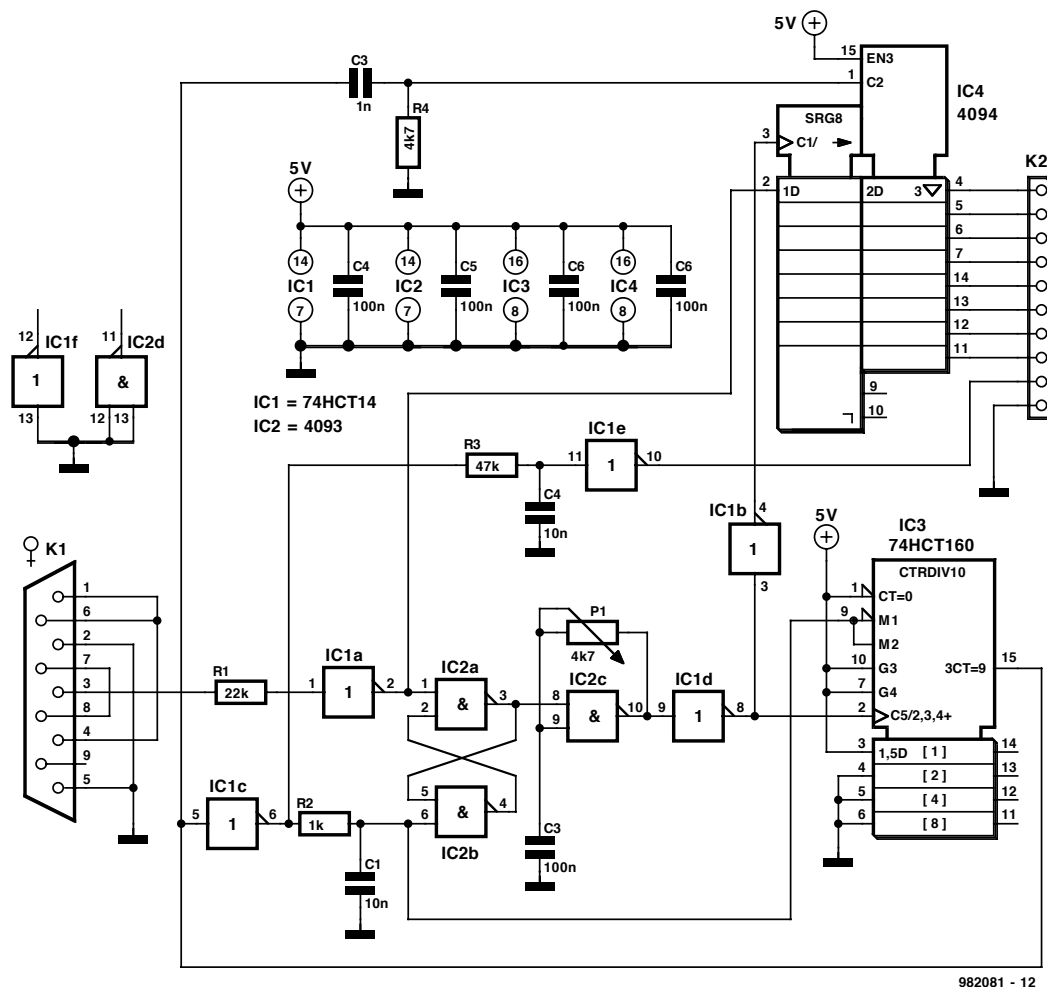 5V
15
EN3
C3
1
C2
IC4
4094
1n
R4
4k7
SRG8
3
C1/
K2
5V
2
1D
2D
3
4
5
6
7
14
13
12
11
9
10
14
14
16
16
C4
C5
C6
C6
IC1
IC2
IC3
IC4
100n
100n
100n
100n
7
7
8
8
12
IC1f
11
IC2d
1
&
13
12
13
IC1 = 74HCT14
IC2 = 4093
R3
47k
11
IC1e
1
10
C4
10n
IC1b
4
1
3
5V
IC3
74HCT160
CTRDIV10
1
CT=0
9
M1
M2
10
G3
7
G4
2
C5/2,3,4+
3CT=9
15
3
1,5D
[ 1 ]
14
4
[ 2 ]
13
5
[ 4 ]
12
6
[ 8 ]
11
K1
1
6
2
7
3
8
4
9
5
R1
22k
IC1a
1
1
2
IC2a
1
2
&
3
P1
4k7
IC2c
8
9
&
10
IC1d
9
1
8
IC1c
5
1
6
R2
1k
5
6
&
4
IC2b
C1
10n
C3
100n
982081 - 12